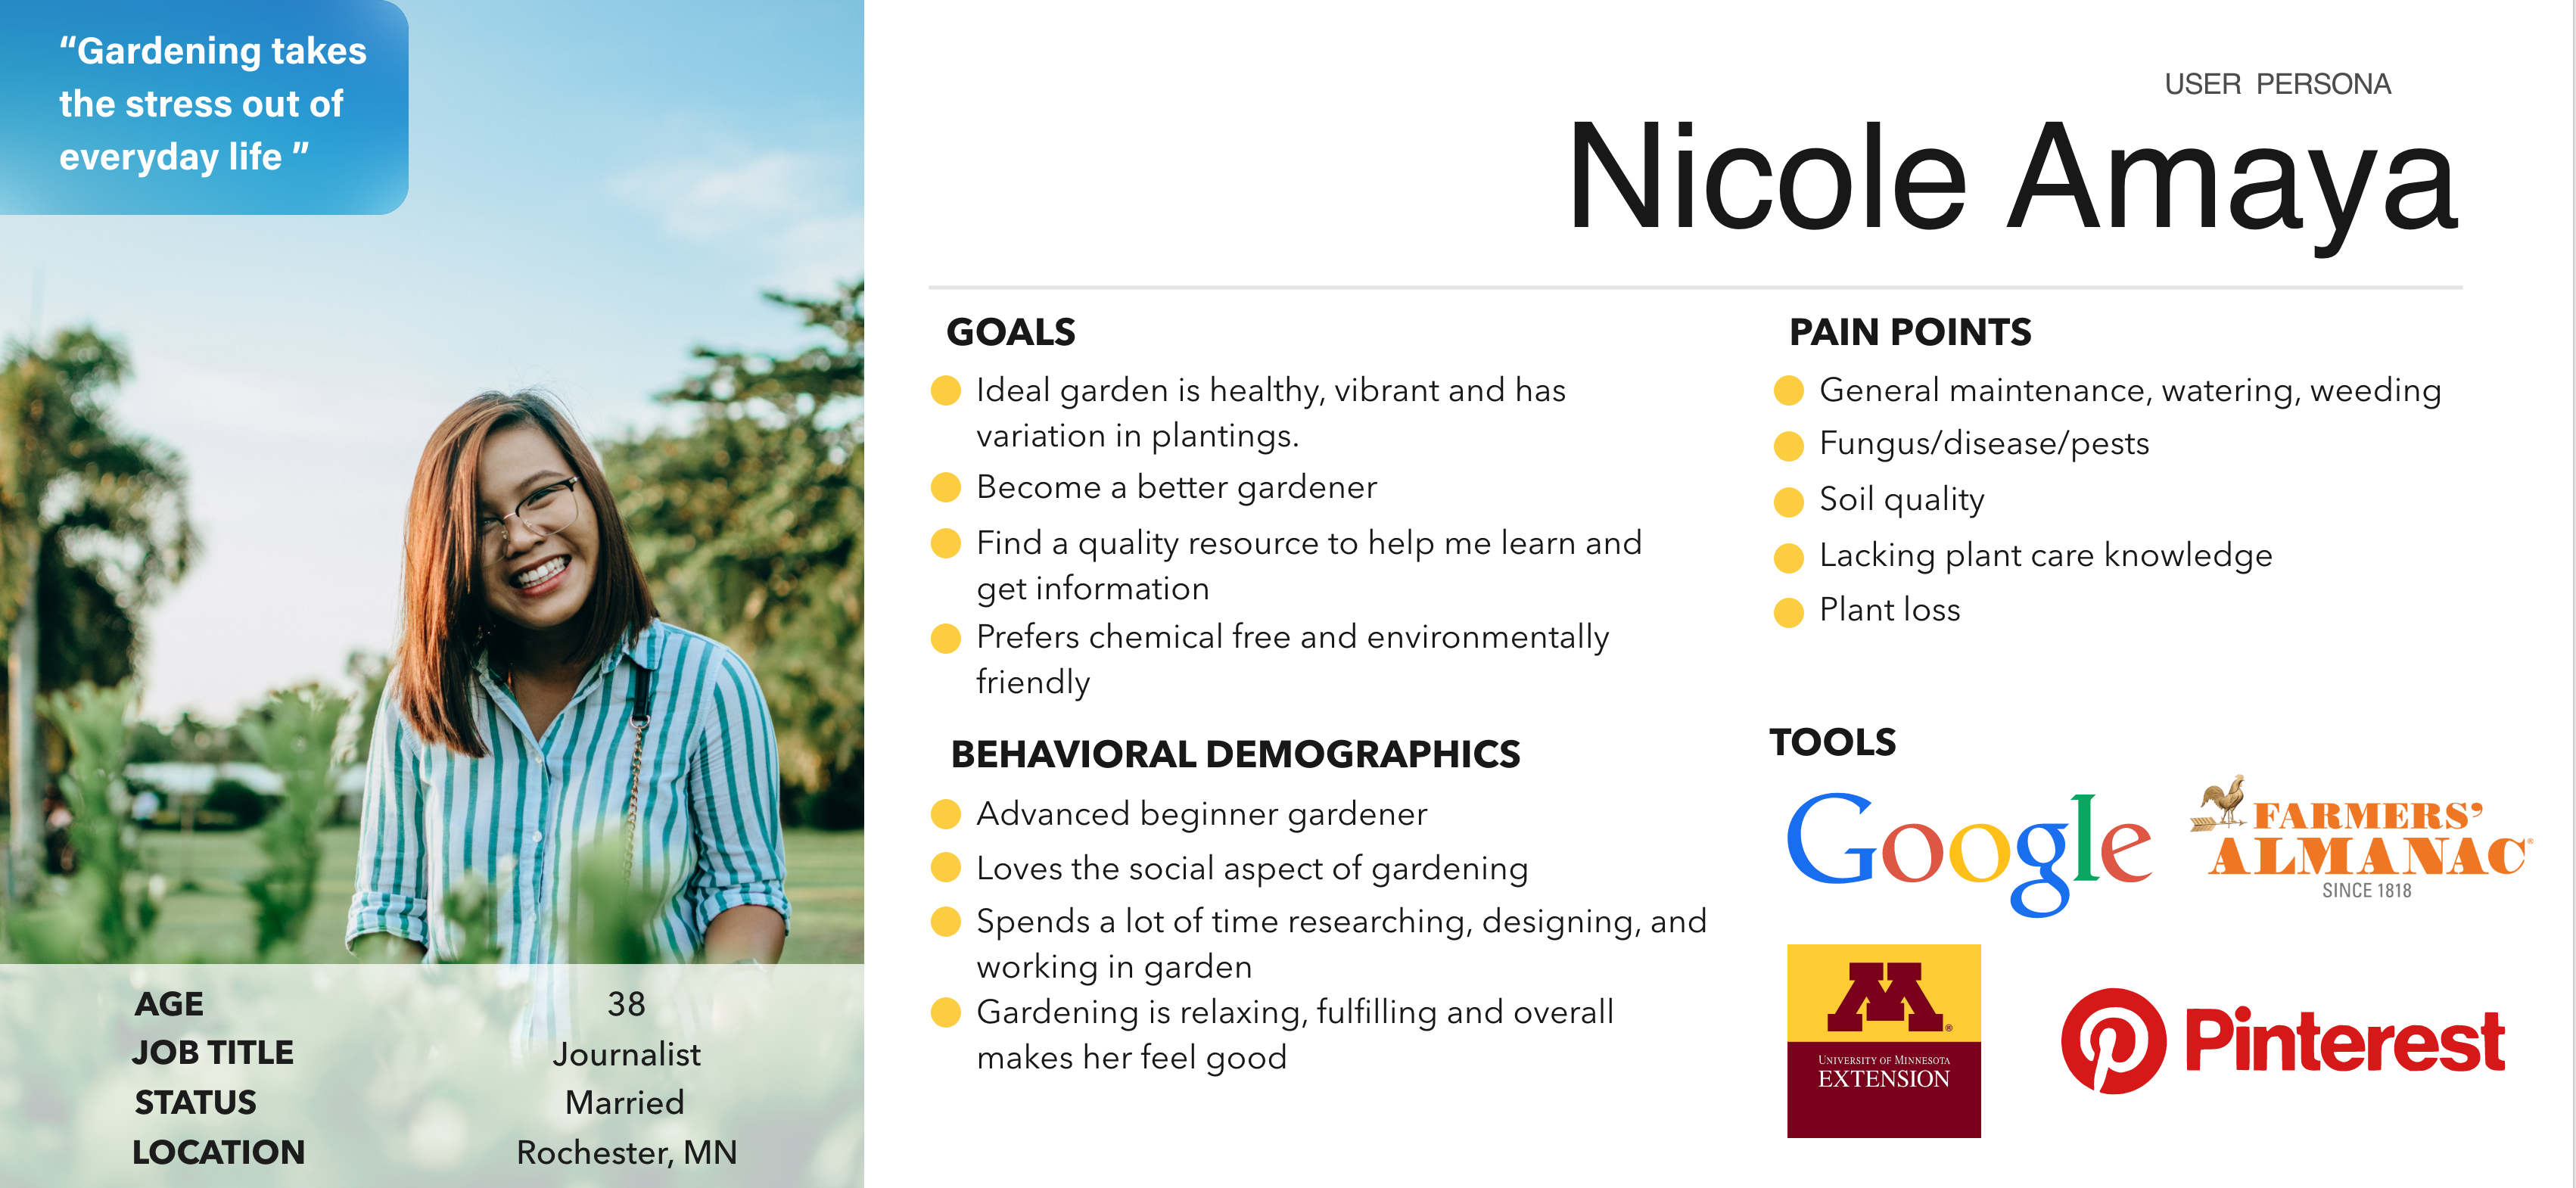 “Gardening takes
the stress out of
everyday life ”
USER PERSONA
Nicole Amaya
GOALS
Ideal garden is healthy, vibrant and has
variation in plantings.
Become a better gardener
Find a quality resource to help me learn and
get information
Prefers chemical free and environmentally
friendly
BEHAVIORAL DEMOGRAPHICS
Advanced beginner gardener
Loves the social aspect of gardening
Spends a lot of time researching, designing, and
working in garden
Gardening is relaxing, fulfilling and overall
makes her feel good
PAIN POINTS
General maintenance, watering, weeding
Fungus/disease/pests
Soil quality
Lacking plant care knowledge
Plant loss
TOOLS
Google
FARMERS’
ALMANAC®
SINCE 1818
M®
UNIVERSITY OF MINNESOTA
EXTENSION
Pinterest
AGE 38
JOB TITLE Journalist
STATUS Married
LOCATION Rochester, MN